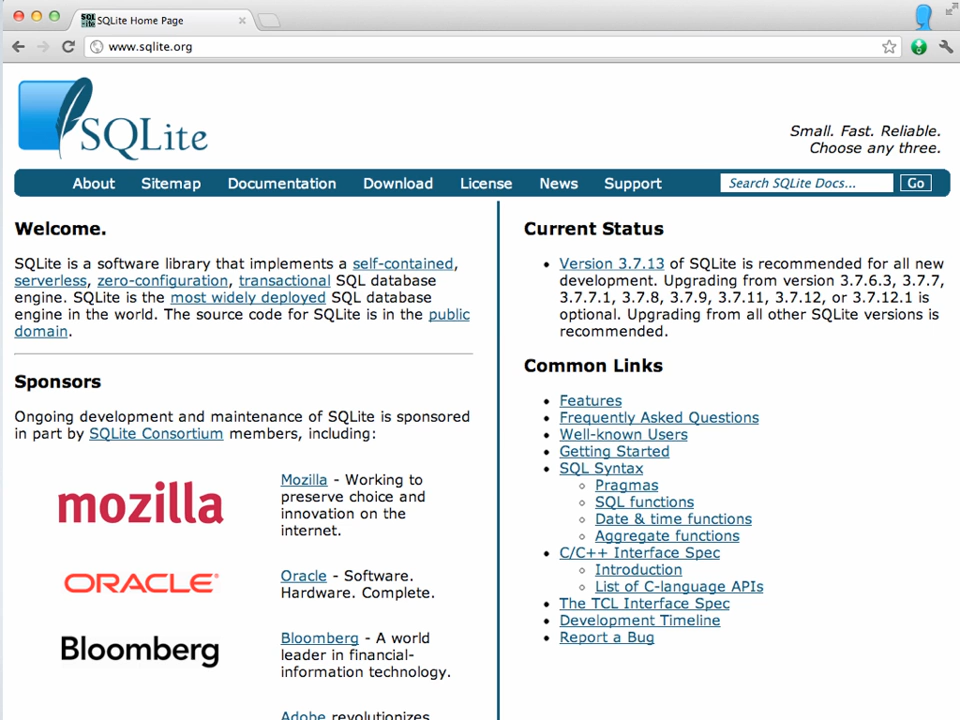 SQLite Home Page
www.sqlite.org
SQLite
Small. Fast. Reliable.
Choose any three.
About Sitemap Documentation Download License News Support Search SQLite Docs... Go
Welcome.
SQLite is a software library that implements a self-contained,
serverless, zero-configuration, transactional SQL database
engine. SQLite is the most widely deployed SQL database
engine in the world. The source code for SQLite is in the public
domain.
Sponsors
Ongoing development and maintenance of SQLite is sponsored
in part by SQLite Consortium members, including:
mozilla
Mozilla - Working to
preserve choice and
innovation on the
internet.
ORACLE®
Oracle - Software.
Hardware. Complete.
Bloomberg
Bloomberg - A world
leader in financial-
information technology.
Adobe revolutionizes
Current Status
• Version 3.7.13 of SQLite is recommended for all new
development. Upgrading from version 3.7.6.3, 3.7.7,
3.7.7.1, 3.7.8, 3.7.9, 3.7.11, 3.7.12, or 3.7.12.1 is
optional. Upgrading from all other SQLite versions is
recommended.
Common Links
• Features
• Frequently Asked Questions
• Well-known Users
• Getting Started
• SQL Syntax
◦ Pragmas
◦ SQL functions
◦ Date & time functions
◦ Aggregate functions
• C/C++ Interface Spec
◦ Introduction
◦ List of C-language APIs
• The TCL Interface Spec
• Development Timeline
• Report a Bug